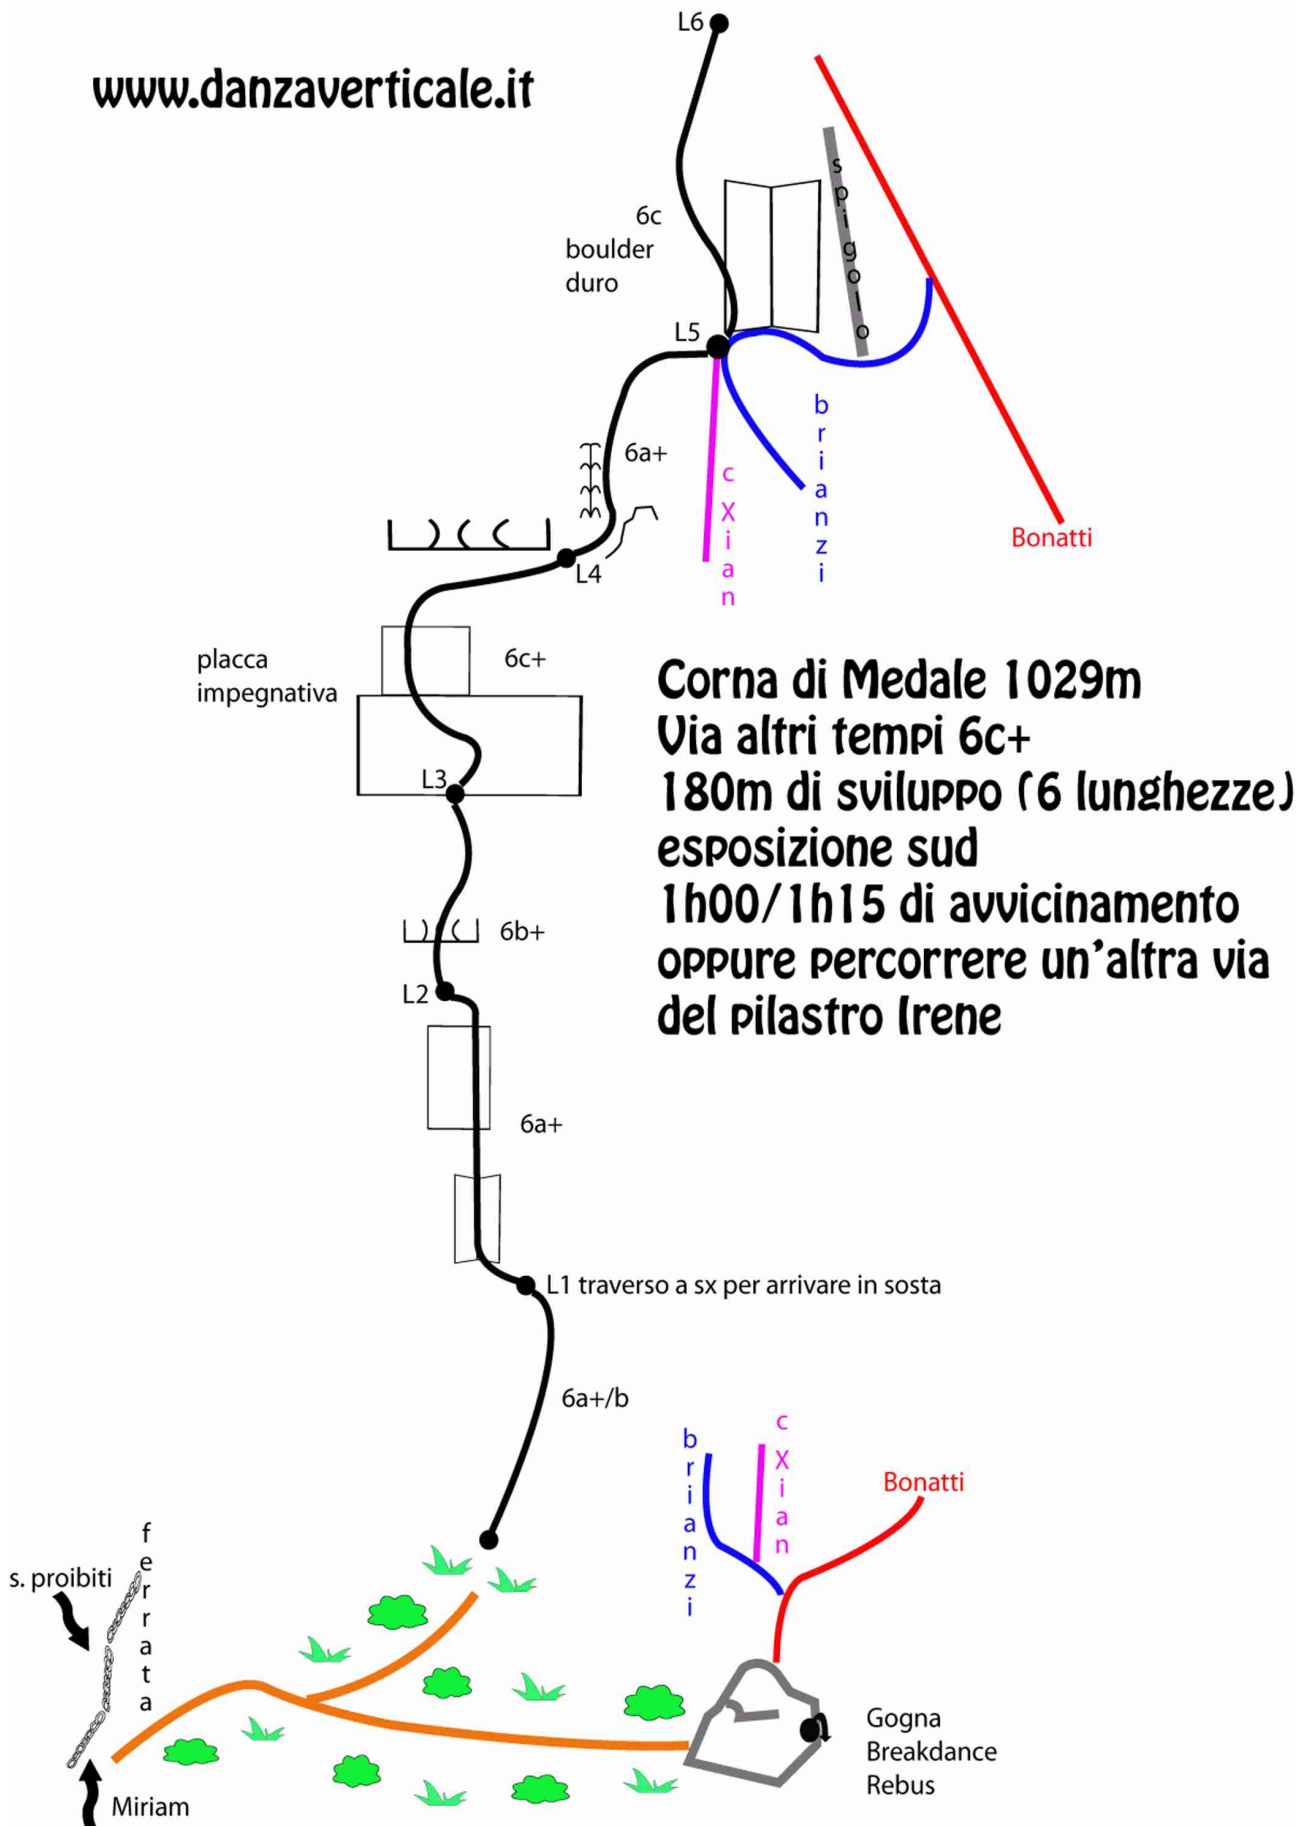 L6
www.danzaverticale.it
spigolo
6c
boulder
duro
L5
brianzi
6a+
cXian
Bonatti
L4
placca
impegnativa
6c+
Corna di Medale 1029m
Via altri tempi 6c+
180m di sviluppo (6 lunghezze)
esposizione sud
1h00/1h15 di avvicinamento
oppure percorrere un'altra via
del pilastro Irene
L3
6b+
L2
6a+
L1 traverso a sx per arrivare in sosta
6a+/b
brianzi
cXian
Bonatti
ferrata
s. proibiti
Gogna
Breakdance
Rebus
Miriam